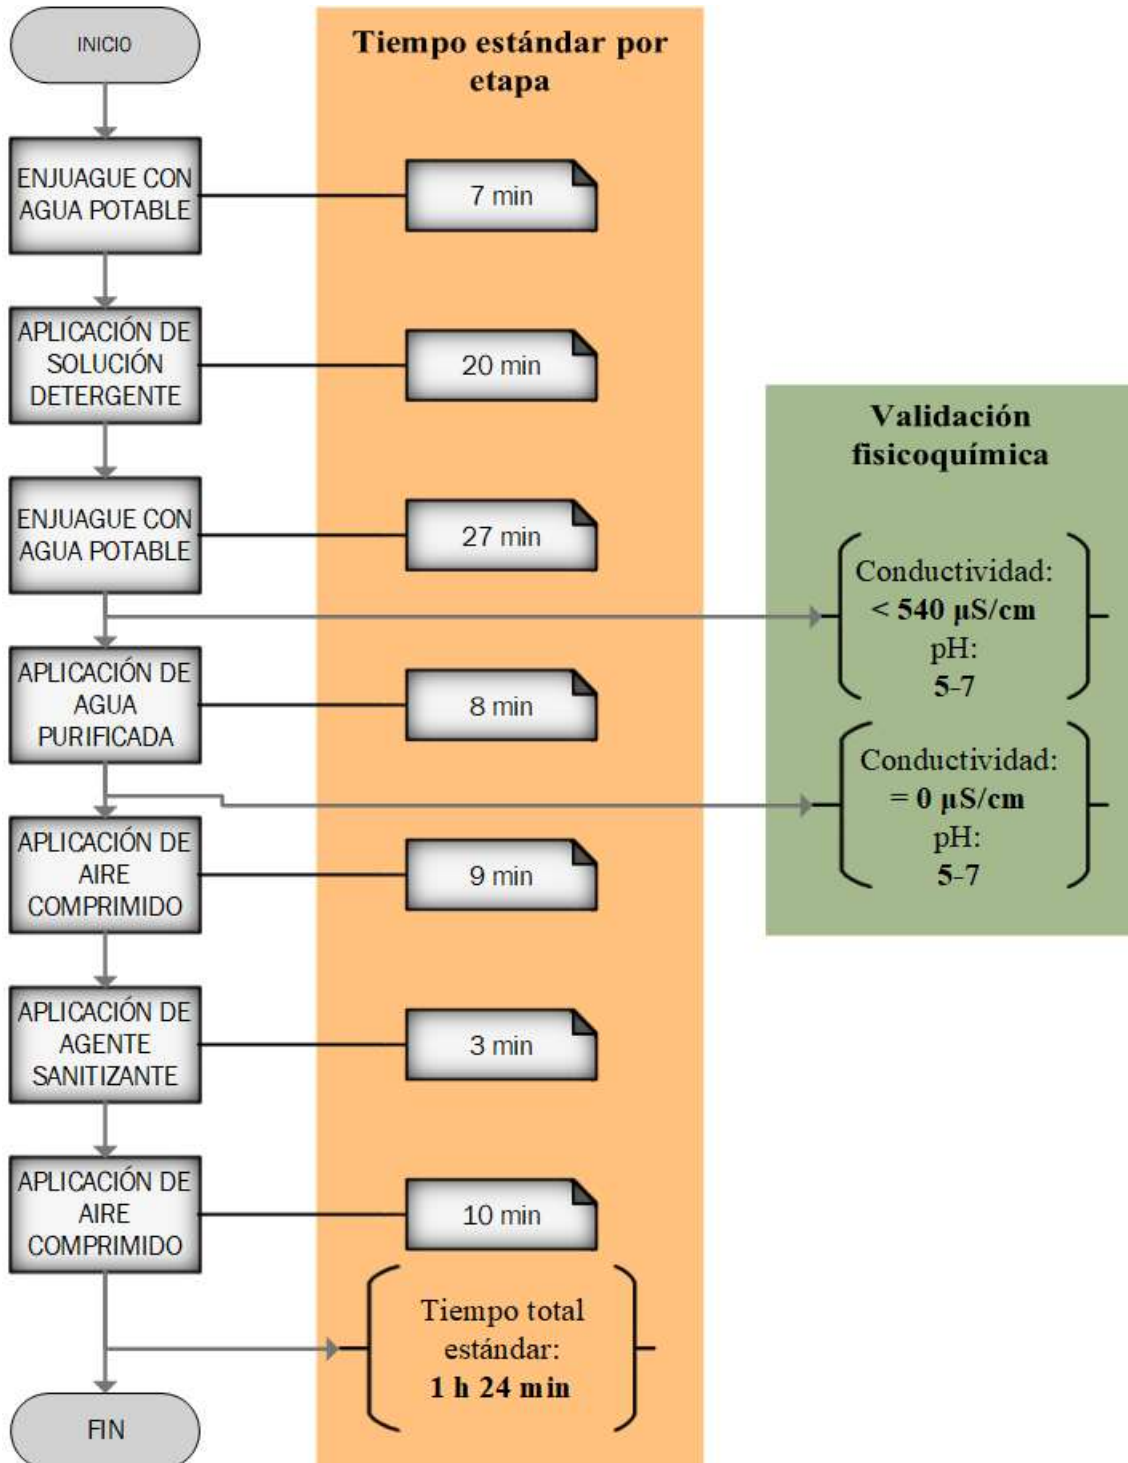 INICIO
Tiempo estándar por
etapa
ENJUAGUE CON
AGUA POTABLE
7 min
APLICACIÓN DE
SOLUCIÓN
DETERGENTE
20 min
Validación
fisicoquímica
ENJUAGUE CON
AGUA POTABLE
27 min
Conductividad:
< 540 µS/cm
pH:
5-7
APLICACIÓN DE
AGUA
PURIFICADA
8 min
Conductividad:
= 0 µS/cm
pH:
5-7
APLICACIÓN DE
AIRE
COMPRIMIDO
9 min
APLICACIÓN DE
AGENTE
SANITIZANTE
3 min
APLICACIÓN DE
AIRE
COMPRIMIDO
10 min
Tiempo total
estándar:
1 h 24 min
FIN